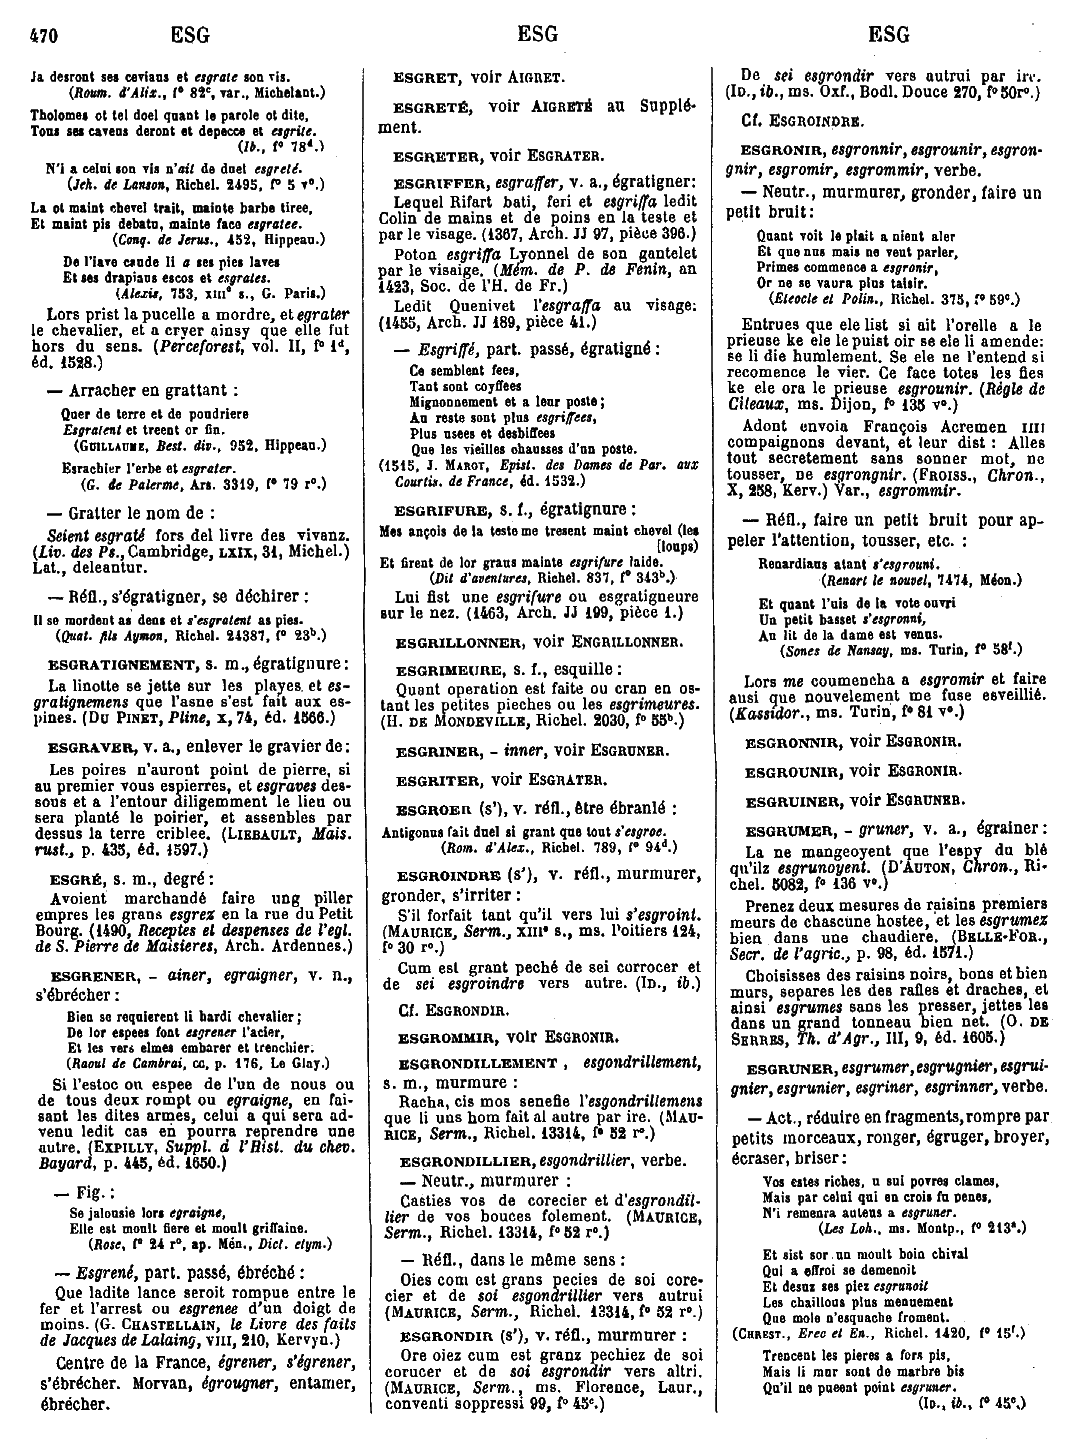 470 ESG ESG ESG
Ja desront ses cevians et esgrate son vis.
(Roum. d'Alix., f° 82c, var., Michelant.)
Tholomes ot tel doel quant le parole ot dite,
Tous ses cavens deront et depecce et esgrite.
(Ib., f° 78d.)
N'i a celui son vis n'ait de duel esgreté.
(Jeh. de Lanson, Richel. 2495, f° 5 v°.)
La ot maint chevel trait, mainte barbe tiree,
Et maint pis debatu, mainte face esgratee.
(Conq. de Jerus., 452, Hippeau.)
De l'iave caude li a ses pies laves
Et ses drapians escos et esgrates.
(Alexis, 753, XIIIe s., G. Paris.)
Lors prist la pucelle a mordre, et egrater
le chevalier, et a cryer ainsy que elle fut
hors du sens. (Perceforest, vol. II, f° 1d,
éd. 1528.)
— Arracher en grattant :
Quer de terre et de poudriere
Esgratent et treent or fin.
(GUILLAUME, Best. div., 952, Hippeau.)
Esrachier l'erbe et esgrater.
(G. de Palerme, Ars. 3319, f° 79 r°.)
— Gratter le nom de :
Seient esgraté fors del livre des vivanz.
(Liv. des Ps., Cambridge, LXIX, 31, Michel.)
Lat., deleantur.
— Réfl., s'égratigner, se déchirer :
Il se mordent as dens et s'esgratent as pies.
(Quat. fils Aymon, Richel. 24387, f° 23b.)
ESGRATIGNEMENT, s. m., égratignure :
La linotte se jette sur les playes et es-
gratignemens que l'asne s'est fait aux es-
pines. (DU PINET, Pline, X, 74, éd. 1566.)
ESGRAVER, v. a., enlever le gravier de :
Les poires n'auront point de pierre, si
au premier vous espierres, et esgraves des-
sous et a l'entour diligemment le lieu ou
sera planté le poirier, et assenbles par
dessus la terre criblee. (LIEBAULT, Mais.
rust., p. 435, éd. 1597.)
ESGRÉ, s. m., degré :
Avoient marchandé faire ung piller
empres les grans esgrez en la rue du Petit
Bourg. (1490, Receptes et despenses de l'egl.
de S. Pierre de Maisieres, Arch. Ardennes.)
ESGRENER, - ainer, egraigner, v. n.,
s'ébrécher :
Bien se requierent li hardi chevalier ;
De lor espees font esgrener l'acier,
Et les vers elmes embarer et trenchier.
(Raoul de Cambrai, CC, p. 176, Le Glay.)
Si l'estoc ou espee de l'un de nous ou
de tous deux rompt ou egraigne, en fai-
sant les dites armes, celui a qui sera ad-
venu ledit cas en pourra reprendre une
autre. (EXPILLY, Suppl. à l'Hist. du chev.
Bayard, p. 445, éd. 1650.)
— Fig. :
Se jalousie lors egraigne,
Elle est moult fiere et moult griffaine.
(Rose, f° 24 r°, ap. Mén., Dict. etym.)
— Esgrené, part. passé, ébréché :
Que ladite lance seroit rompue entre le
fer et l'arrest ou esgrenee d'un doigt de
moins. (G. CHASTELLAIN, le Livre des faits
de Jacques de Lalaing, VIII, 210, Kervyn.)
Centre de la France, égrener, s'égrener,
s'ébrécher. Morvan, égrougner, entamer,
ébrécher.
ESGRET, voir AIGRET.
ESGRETÉ, voir AIGRETÉ au Supplé-
ment.
ESGRETER, voir ESGRATER.
ESGRIFFER, esgraffer, v. a., égratigner :
Lequel Rifart bati, feri et esgriffa ledit
Colin de mains et de poins en la teste et
par le visage. (1367, Arch. JJ 97, pièce 396.)
Poton esgriffa Lyonnel de son gantelet
par le visaige. (Mém. de P. de Fenin, an
1423, Soc. de l'H. de Fr.)
Ledit Quenivet l'esgraffa au visage.
(1455, Arch. JJ 189, pièce 41.)
— Esgriffé, part. passé, égratigné :
Ce semblent fees,
Tant sont coyffees
Mignonnement et a leur poste ;
Au reste sont plus esgriffees,
Plus usees et desbiffees
Que les vieilles chausses d'un poste.
(1515, J. MAROT, Epist. des Dames de Par. aux
Courtis. de France, éd. 1532.)
ESGRIFURE, s. f., égratignure :
Mes ançois de la teste me tresent maint chevel (les
[loups)
Et firent de lor graus mainte esgrifure laide.
(Dit d'aventures, Richel. 837, f° 343b.)
Lui fist une esgrifure ou esgratigneure
sur le nez. (1463, Arch. JJ 199, pièce 1.)
ESGRILLONNER, voir ENGRILLONNER.
ESGRIMEURE, s. f., esquille :
Quant operation est faite ou cran en os-
tant les petites pieches ou les esgrimeures.
(H. DE MONDEVILLE, Richel. 2030, f° 55b.)
ESGRINER, - inner, voir ESGRUNER.
ESGRITER, voir ESGRATER.
ESGROER (s'), v. réfl., être ébranlé :
Antigonus fait duel si grant que tout s'esgroe.
(Rom. d'Alex., Richel. 789, f° 94d.)
ESGROINDRE (s'), v. réfl., murmurer,
gronder, s'irriter :
S'il forfait tant qu'il vers lui s'esgroint.
(MAURICE, Serm., XIIIe s., ms. Poitiers 124,
f° 30 r°.)
Cum est grant peché de sei corrocer et
de sei esgroindre vers autre. (ID., ib.)
Cf. ESGRONDIR.
ESGROMMIR, voir ESGRONIR.
ESGRONDILLEMENT, esgondrillement,
s. m., murmure :
Racha, cis mos senefie l'esgondrillemens
que li uns hom fait al autre par ire. (MAU-
RICE, Serm., Richel. 13314, f° 52 r°.)
ESGRONDILLIER, esgondrillier, verbe.
— Neutr., murmurer :
Casties vos de corecier et d'esgrondil-
lier de vos bouces folement. (MAURICE,
Serm., Richel. 13314, f° 52 r°.)
— Réfl., dans le même sens :
Oies com est grans pecies de soi core-
cier et de soi esgondrillier vers autrui
(MAURICE, Serm., Richel. 13314, f° 52 r°.)
ESGRONDIR (s'), v. réfl., murmurer :
Ore oiez cum est granz pechiez de soi
corucer et de soi esgrondir vers altri.
(MAURICE, Serm., ms. Florence, Laur.,
conventi soppressi 99, f° 45c.)
De sei esgrondir vers autrui par ire.
(ID., ib., ms. Oxf., Bodl. Douce 270, f° 50r°.)
Cf. ESGROINDRE.
ESGRONIR, esgronnir, esgrounir, esgron-
gnir, esgromir, esgrommir, verbe.
— Neutr., murmurer, gronder, faire un
petit bruit :
Quant voit le plait a nient aler
Et que nus mais ne veut parler,
Primes commence a esgronir,
Or ne se vaura plus taisir.
(Eteocle et Polin., Richel. 375, f° 59c.)
Entrues que ele list si ait l'orelle a le
prieuse ke ele le puist oir se ele li amende:
se li die humlement. Se ele ne l'entend si
recomence le vier. Ce face totes les fies
ke ele ora le prieuse esgrounir. (Règle de
Citeaux, ms. Dijon, f° 135 v°.)
Adont envoia François Acremen IIII
compaignons devant, et leur dist : Alles
tout secretement sans sonner mot, ne
tousser, ne esgrongnir. (FROISS., Chron.,
X, 258, Kerv.) Var., esgrommir.
— Réfl., faire un petit bruit pour ap-
peler l'attention, tousser, etc. :
Renardiaus atant s'esgrouni.
(Renart le nouvel, 7474, Méon.)
Et quant l'uis de la vote ouvri
Un petit basset s'esgronni,
Au lit de la dame est venus.
(Sones de Nansay, ms. Turin, f° 58f.)
Lors me coumencha a esgromir et faire
ausi que nouvelement me fuse esveillié.
(Kassidor., ms. Turin, f° 81 v°.)
ESGRONNIR, voir ESGRONIR.
ESGROUNIR, voir ESGRONIR.
ESGRUINER, voir ESGRUNER.
ESGRUMER, - gruner, v. a., égrainer :
La ne mangeoyent que l'espy du blé
qu'ilz esgrunoyent. (D'AUTON, Chron., Ri-
chel. 5082, f° 136 v°.)
Prenez deux mesures de raisins premiers
meurs de chascune hostee, et les esgrumez
bien dans une chaudiere. (BELLE-FOR.,
Secr. de l'agric., p. 98, éd. 1571.)
Choisisses des raisins noirs, bons et bien
murs, separes les des rafles et draches, et
ainsi esgrumes sans les presser, jettes les
dans un grand tonneau bien net. (O. DE
SERRES, Th. d'Agr., III, 9, éd. 1605.)
ESGRUNER, esgrumer, esgrugnier, esgrui-
gnier, esgrunier, esgriner, esgrinner, verbe.
— Act., réduire en fragments, rompre par
petits morceaux, ronger, égruger, broyer,
écraser, briser :
Vos estes riches, u sui povres clames,
Mais par celui qui en crois fu penes,
N'i remenra auteus a esgruner.
(Les Loh., ms. Montp., f° 213a.)
Et sist sor un moult boin chival
Qui a effroi se demenoit
Et desuz ses piez esgrunoit
Les chaillous plus menuement
Que mole n'esquache froment.
(CHREST., Erec et En., Richel. 1420, f° 15f.)
Trencent les pieres a fors pis,
Mais li mur sont de marbre bis
Qu'il ne pueent point esgruner.
(ID., ib., f° 45c.)